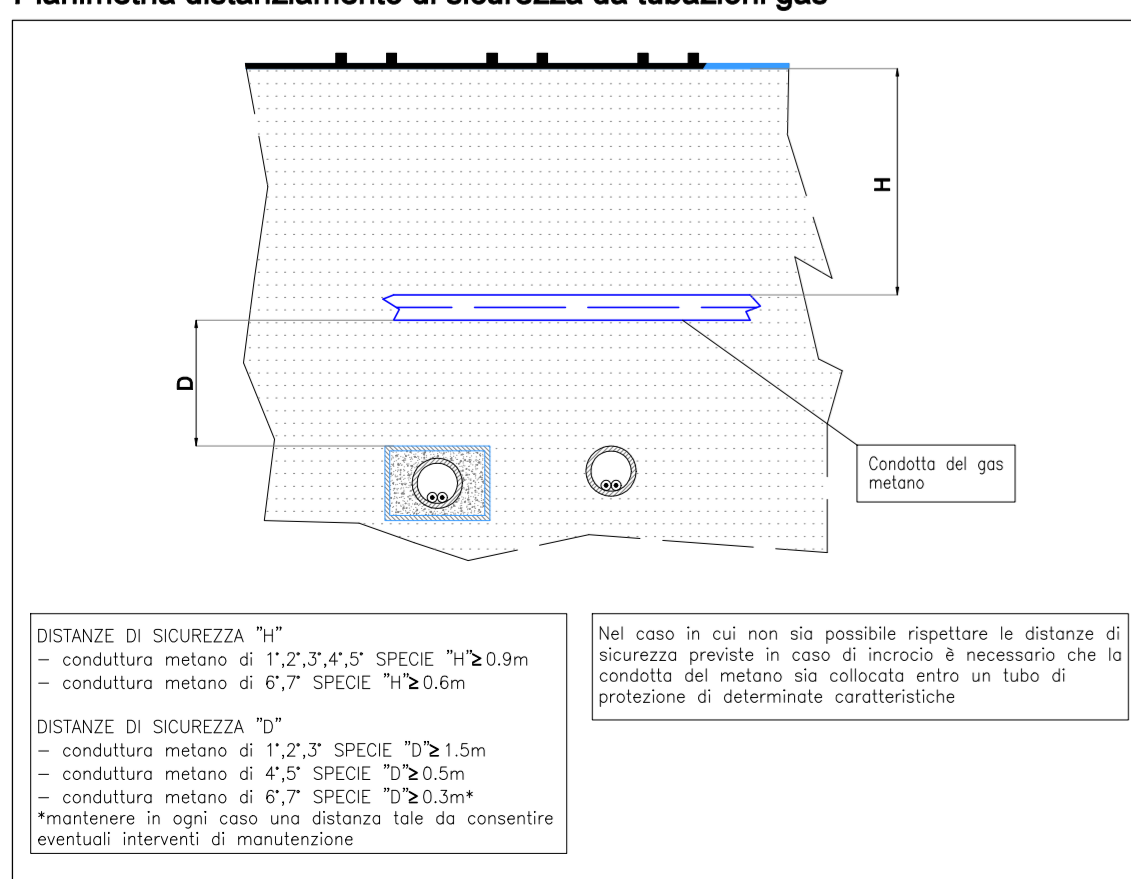 Planimetria distanziamento di sicurezza da tubazioni gas
H
D
Condotta del gas
metano
DISTANZE DI SICUREZZA "H"
– conduttura metano di 1°,2°,3°,4°,5° SPECIE "H"≥0.9m
– conduttura metano di 6°,7° SPECIE "H"≥0.6m
DISTANZE DI SICUREZZA "D"
– conduttura metano di 1°,2°,3° SPECIE "D"≥1.5m
– conduttura metano di 4°,5° SPECIE "D"≥0.5m
– conduttura metano di 6°,7° SPECIE "D"≥0.3m*
*mantenere in ogni caso una distanza tale da consentire
eventuali interventi di manutenzione
Nel caso in cui non sia possibile rispettare le distanze di
sicurezza previste in caso di incrocio è necessario che la
condotta del metano sia collocata entro un tubo di
protezione di determinate caratteristiche